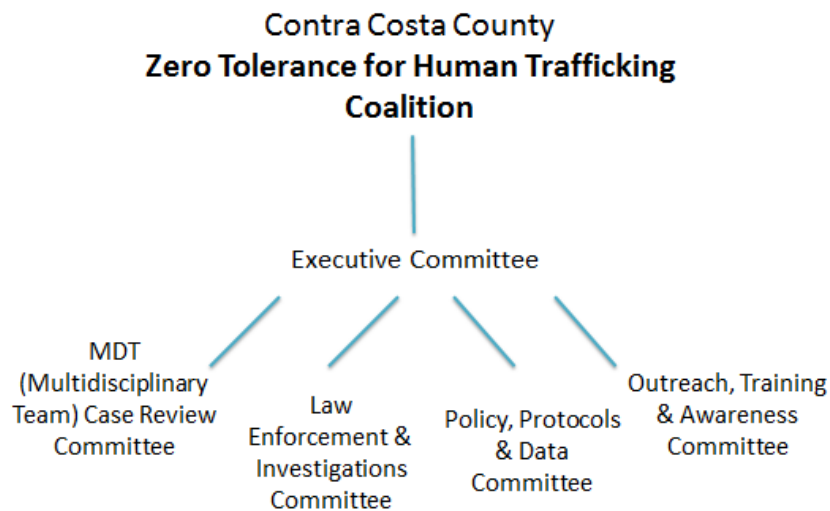 Contra Costa County
Zero Tolerance for Human Trafficking
Coalition
Executive Committee
MDT
(Multidisciplinary
Team) Case Review
Committee
Law
Enforcement &
Investigations
Committee
Policy, Protocols
& Data
Committee
Outreach, Training
& Awareness
Committee